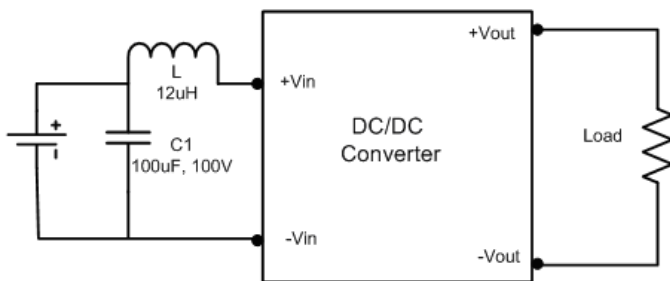 L
12uH
+
-
C1
100uF, 100V
+Vin
-Vin
DC/DC
Converter
+Vout
-Vout
Load